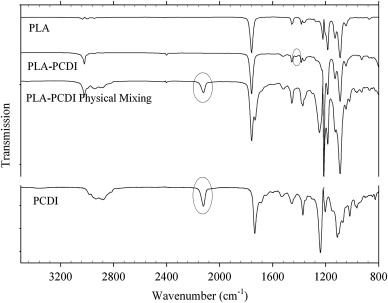 PLA
PLA-PCDI
PLA-PCDI Physical Mixing
PCDI
Transmission
3200 2800 2400 2000 1600 1200 800
Wavenumber (cm-1)